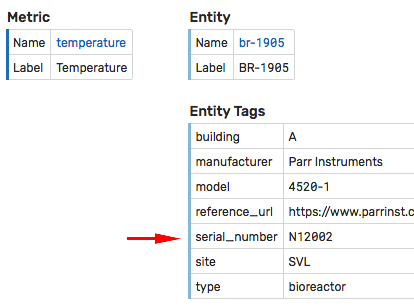 Metric
Name temperature
Label Temperature
Entity
Name br-1905
Label BR-1905
Entity Tags
building A
manufacturer Parr Instruments
model 4520-1
reference_url https://www.parrinst.c
serial_number N12002
site SVL
type bioreactor